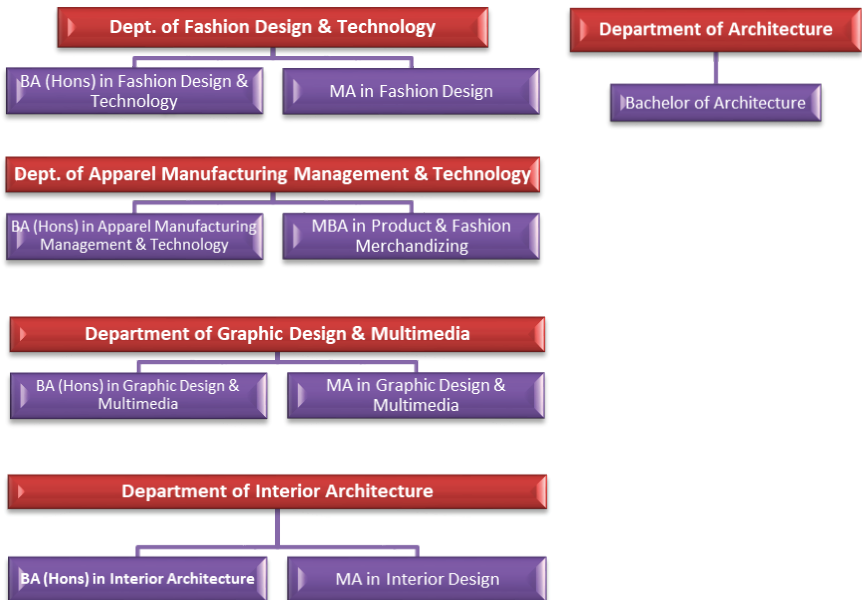 Dept. of Fashion Design & Technology
BA (Hons) in Fashion Design &
Technology
MA in Fashion Design
Department of Architecture
Bachelor of Architecture
Dept. of Apparel Manufacturing Management & Technology
BA (Hons) in Apparel Manufacturing
Management & Technology
MBA in Product & Fashion
Merchandizing
Department of Graphic Design & Multimedia
BA (Hons) in Graphic Design &
Multimedia
MA in Graphic Design &
Multimedia
Department of Interior Architecture
BA (Hons) in Interior Architecture
MA in Interior Design